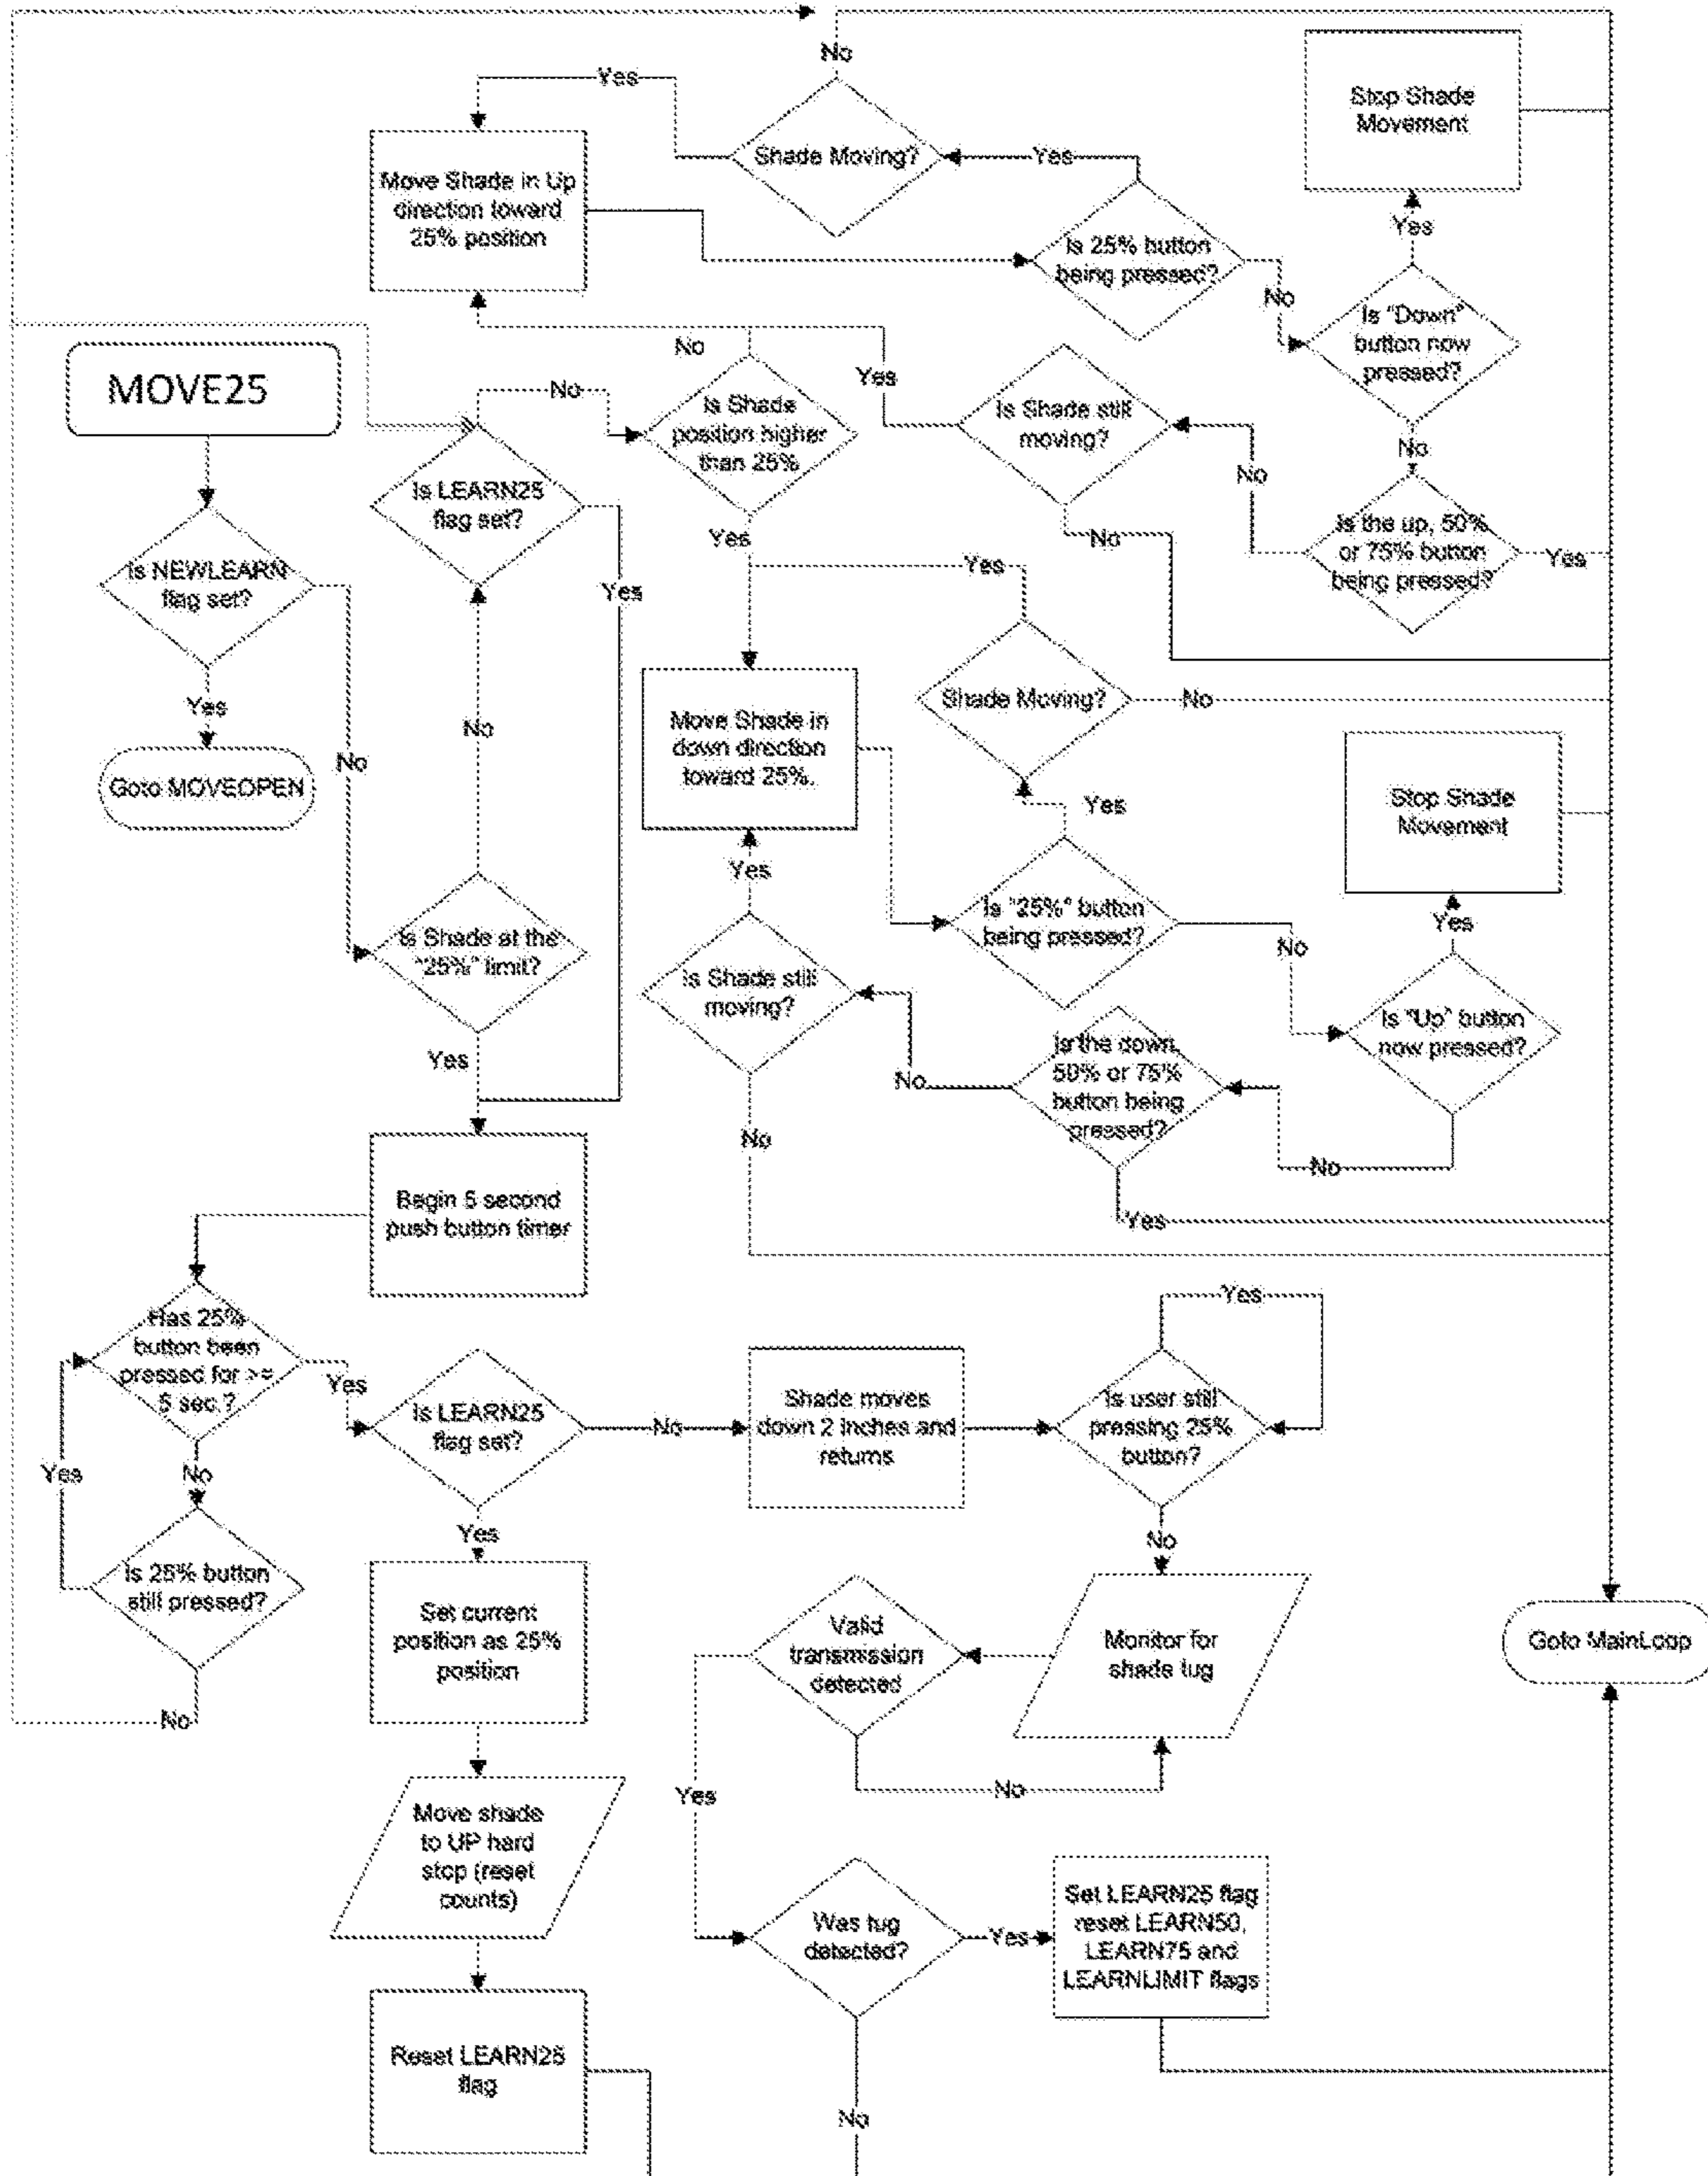 No
Yes
Stop Shade
Movement
Shade Moving?
Yes
Move Shade in Up
direction toward
25% position
Yes
Is 25% button
being pressed?
No
Is "Down"
button now
pressed?
No
Yes
MOVE25
No
Is Shade
position higher
than 25%
Is Shade still
moving?
No
No
Is LEARN25
flag set?
Yes
No
Is the up, 50%
or 75% button
being pressed?
Yes
Is NEWLEARN
flag set?
Yes
Yes
Shade Moving?
No
Yes
No
No
Move Shade in
down direction
toward 25%.
Goto MOVEOPEN
Yes
Stop Shade
Movement
Yes
Is "25%" button
being pressed?
Yes
Is Shade at the
"25%" limit?
No
Is Shade still
moving?
Is "Up" button
now pressed?
Yes
Is the down,
50% or 75%
button being
pressed?
No
No
No
Begin 5 second
push button timer
Yes
Yes
Has 25%
button been
pressed for >=
5 sec.?
Yes
Is LEARN25
flag set?
No
Shade moves
down 2 inches and
returns
Is user still
pressing 25%
button?
Yes
No
Yes
No
Is 25% button
still pressed?
Set current
position as 25%
position
Valid
transmission
detected
Monitor for
shade tug
Goto MainLoop
No
Yes
No
Move shade
to UP hard
stop (reset
counts)
Was tug
detected?
Yes
Set LEARN25 flag
reset LEARN50,
LEARN75 and
LEARNLIMIT flags
Reset LEARN25
flag
No